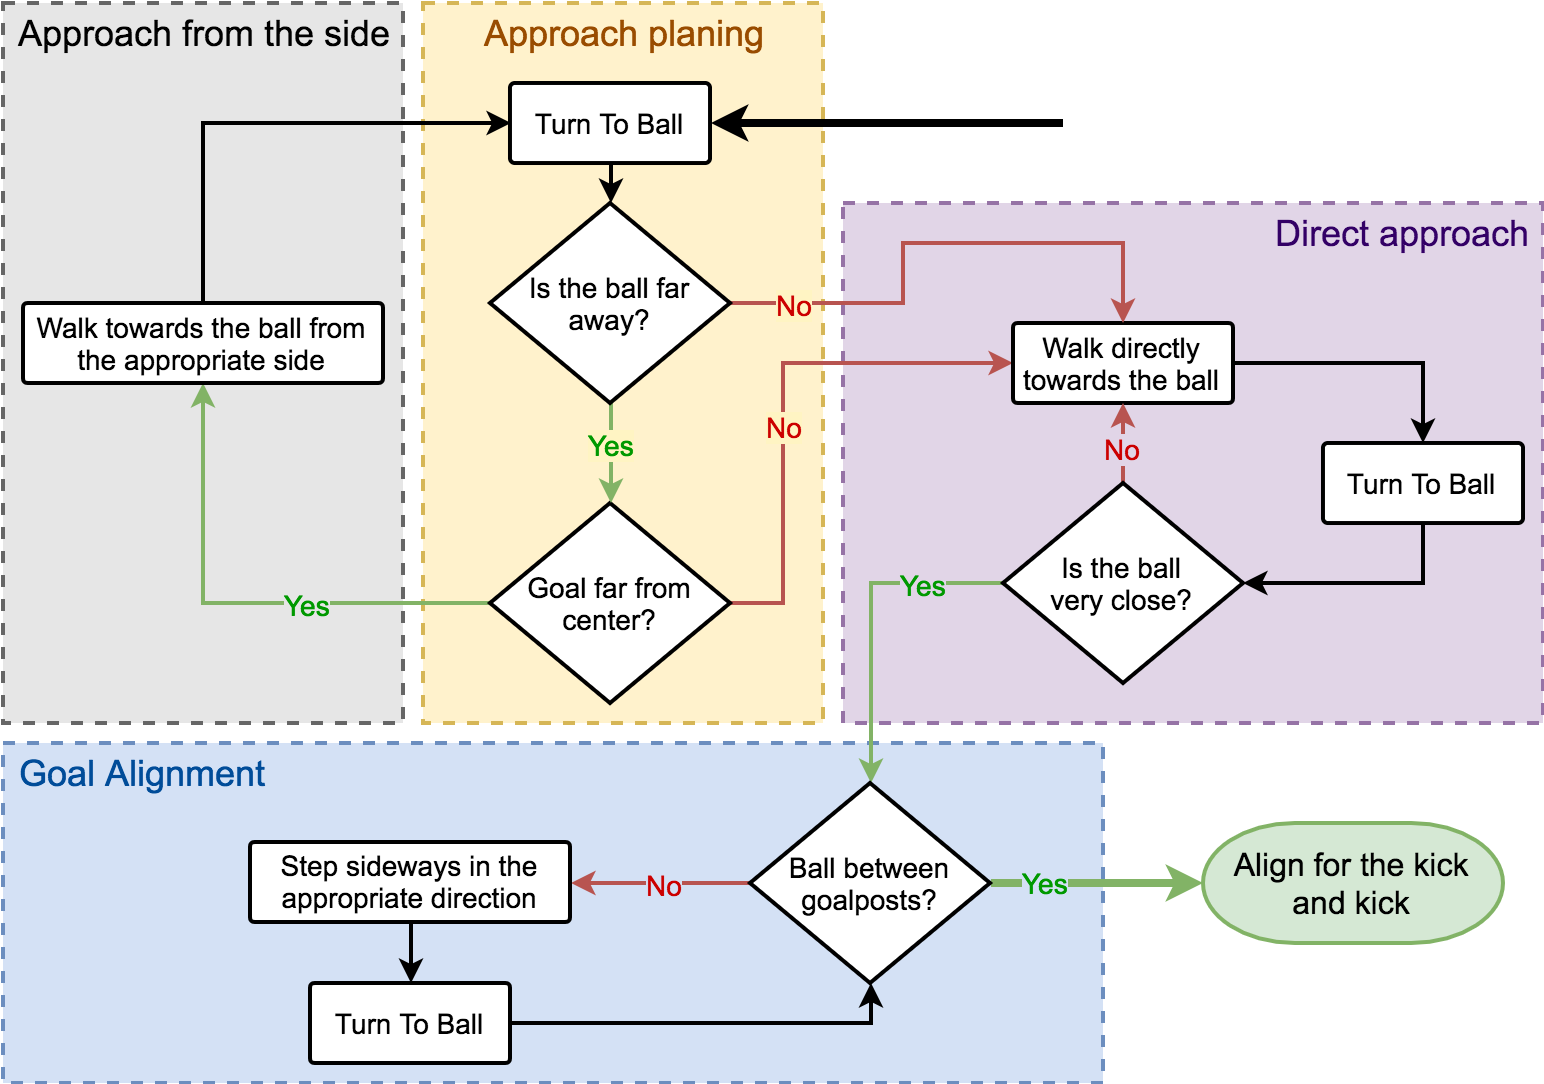 Approach from the side
Approach planing
Turn To Ball
Direct approach
Is the ball far
away?
No
Walk towards the ball from
the appropriate side
Walk directly
towards the ball
Yes
No
No
Turn To Ball
Goal far from
center?
Yes
Is the ball
very close?
Yes
Goal Alignment
Ball between
goalposts?
Step sideways in the
appropriate direction
No
Yes
Align for the kick
and kick
Turn To Ball